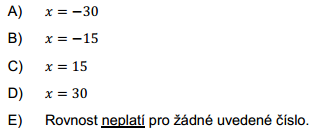 A) x = −30
B) x = −15
C) x = 15
D) x = 30
E) Rovnost neplatí pro žádné uvedené číslo.